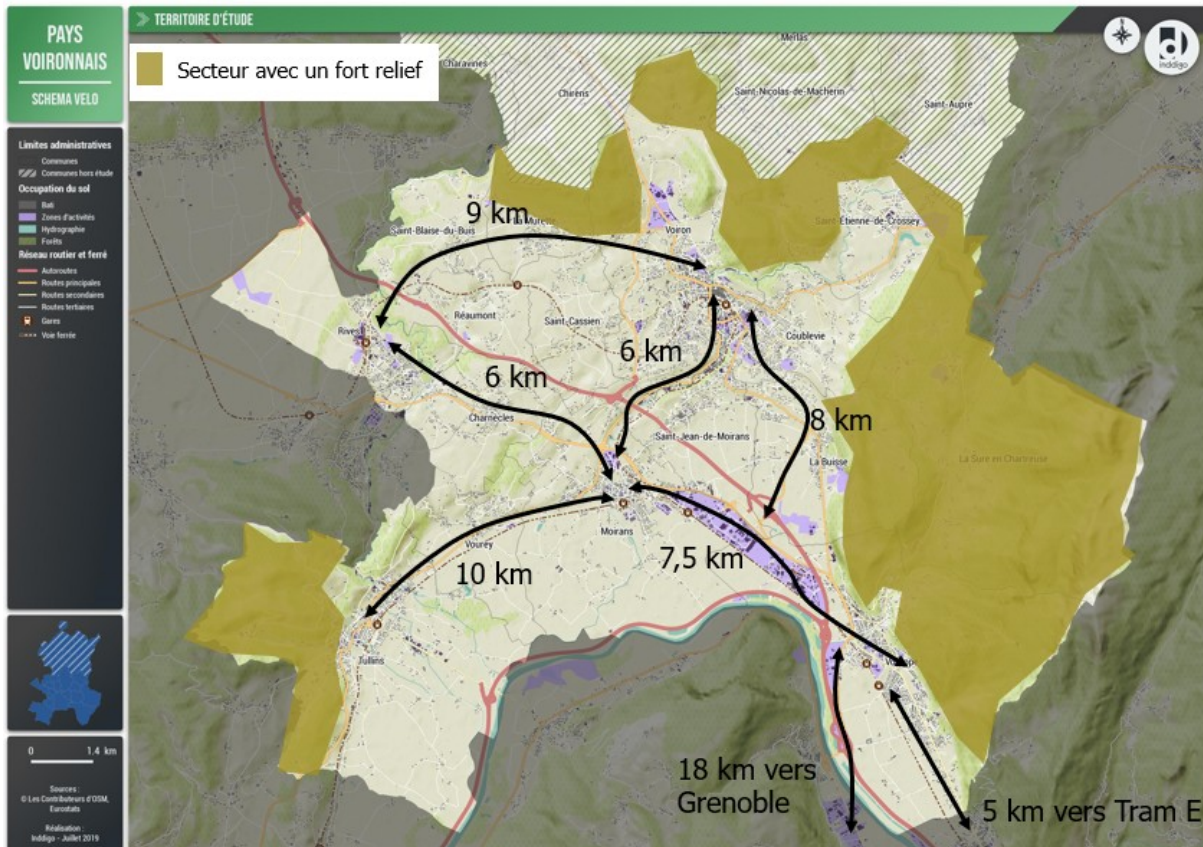 PAYS
VOIRONNAIS
SCHEMA VELO
TERRITOIRE D'ÉTUDE
inddigo
Secteur avec un fort relief
Limites administratives
Communes
Communes hors étude
Occupation du sol
Bati
Zones d'activités
Hydrographie
Forêts
Réseau routier et ferré
Autoroutes
Routes principales
Routes secondaires
Routes tertiaires
Gares
Voie ferrée
0 1.4 km
Sources :
© Les Contributeurs d'OSM,
Eurostats
Réalisation :
Inddigo - Juillet 2019
Merlas
Charavines
Chirens
Saint-Nicolas-de-Macherin
Saint-Aupre
9 km
Saint-Blaise-du-Buis
Voiron
Saint-Étienne-de-Crossey
Réaumont
Saint-Cassien
Rives
Coublevie
6 km
6 km
Charnècles
8 km
Saint-Jean-de-Moirans
La Buisse
La Sure en Chartreuse
Moirans
Vourey
7,5 km
10 km
Tullins
18 km vers
Grenoble
5 km vers Tram E